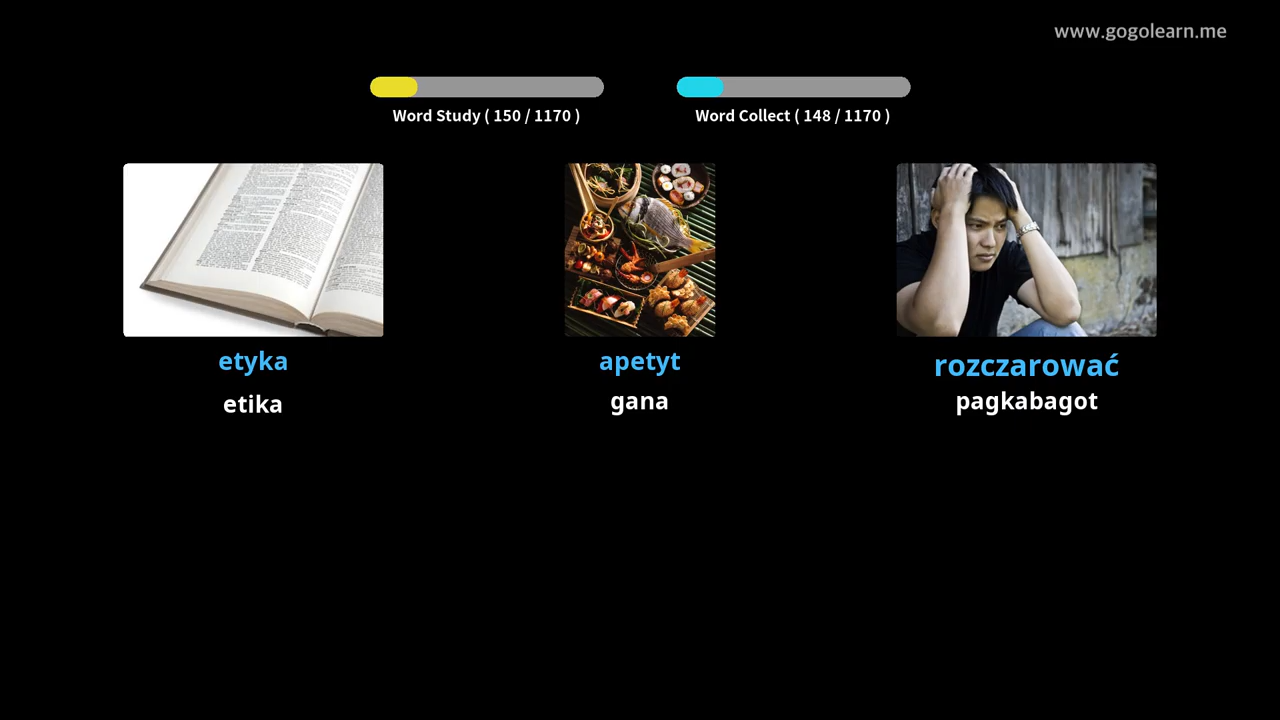 www.gogolearn.me
Word Study ( 150 / 1170 )
Word Collect ( 148 / 1170 )
etyka
apetyt
rozczarować
etika
gana
pagkabagot